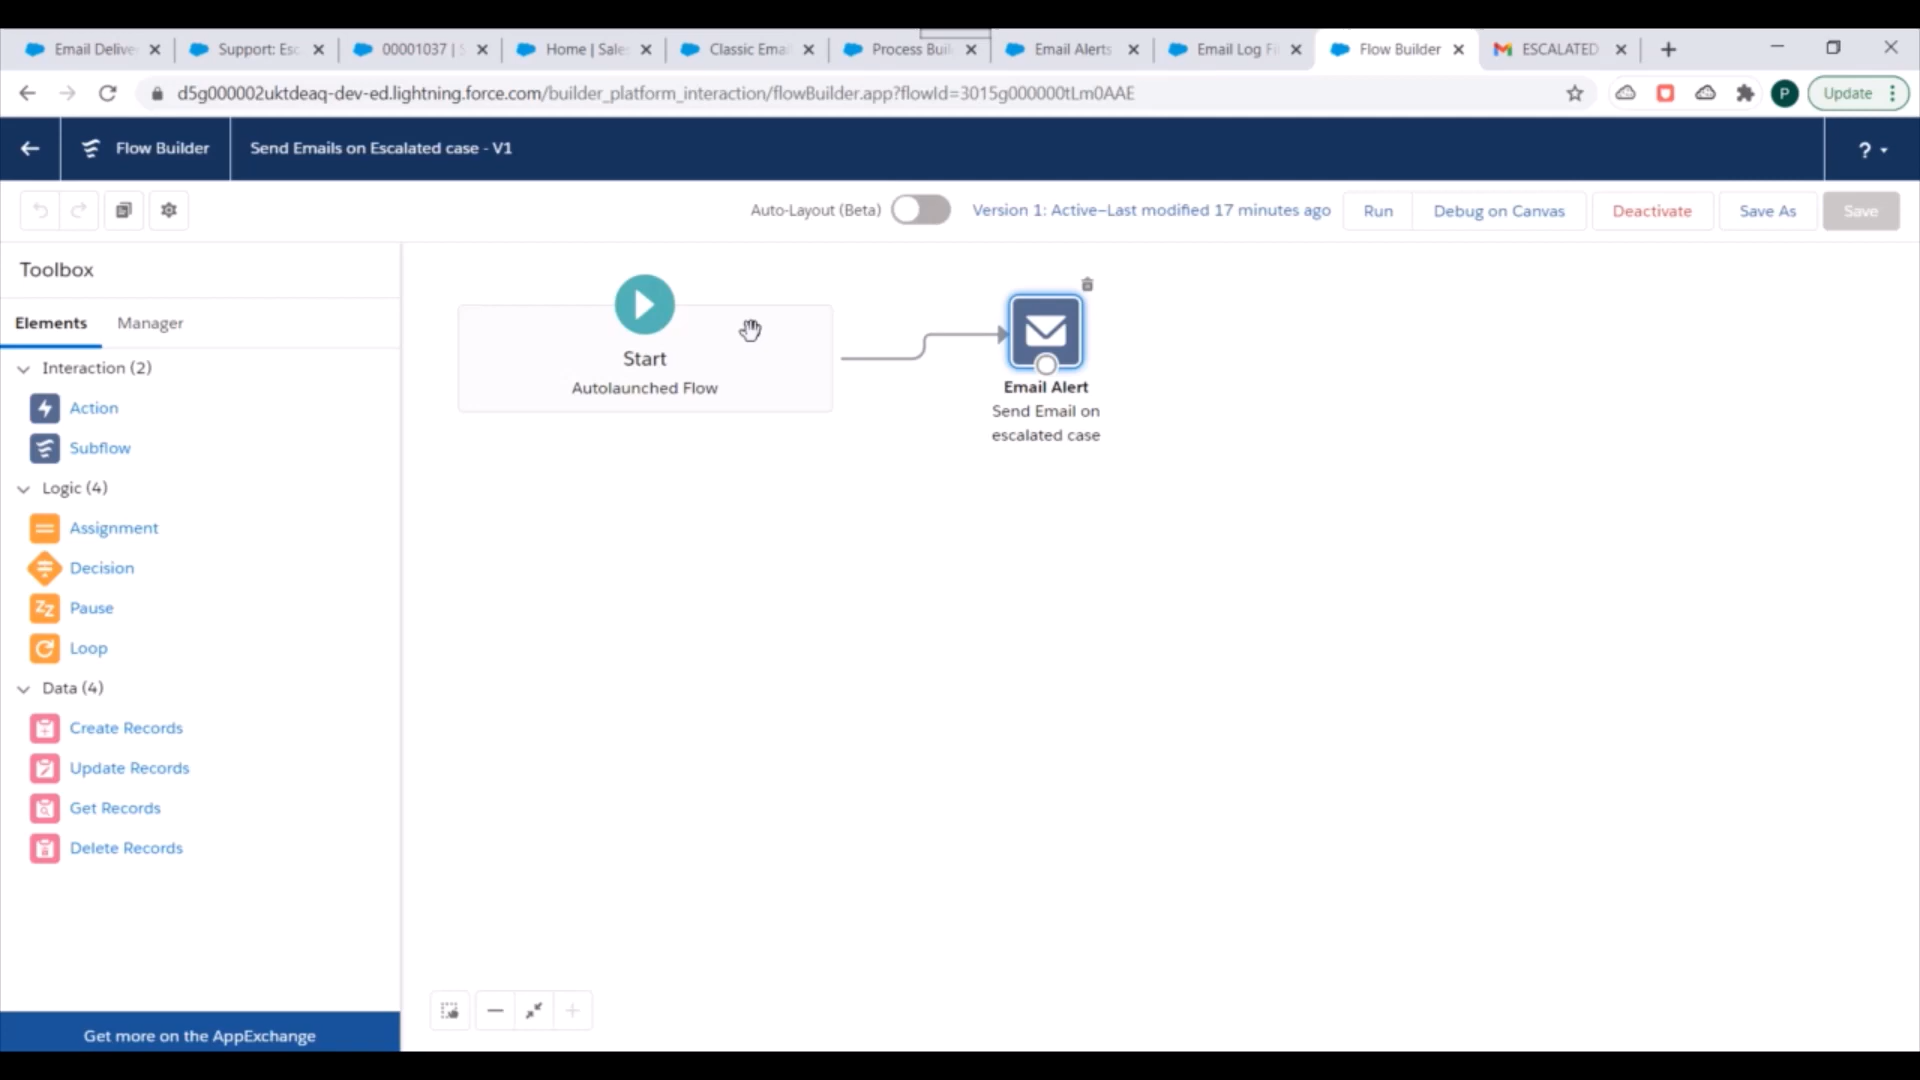 Email Delive
Support: Esc
00001037 | S
Home | Sale
Classic Emai
Process Buil
Email Alerts
Email Log Fi
Flow Builder
ESCALATED
d5g000002uktdeaq-dev-ed.lightning.force.com/builder_platform_interaction/flowBuilder.app?flowId=3015g000000tLm0AAE
P
Update
Flow Builder
Send Emails on Escalated case - V1
?
Auto-Layout (Beta)
Version 1: Active–Last modified 17 minutes ago
Run
Debug on Canvas
Deactivate
Save As
Save
Toolbox
Elements
Manager
Interaction (2)
Action
Subflow
Logic (4)
Assignment
Decision
Pause
Loop
Data (4)
Create Records
Update Records
Get Records
Delete Records
Get more on the AppExchange
Start
Autolaunched Flow
Email Alert
Send Email on
escalated case